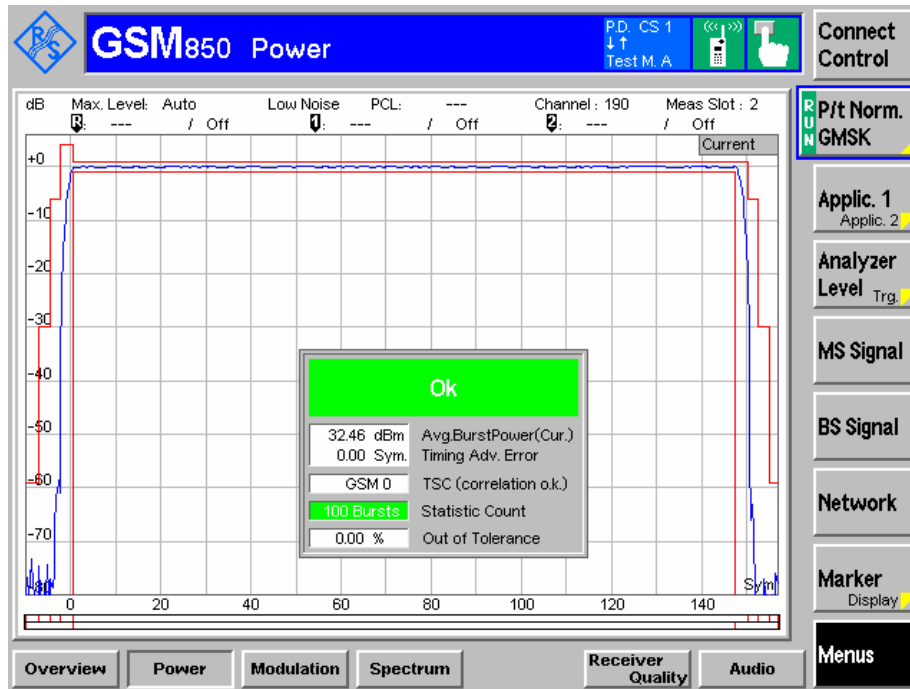 R&S
GSM850 Power
P.D. CS 1
↓↑
Test M. A
Connect Control
dB Max. Level: Auto Low Noise PCL: --- Channel : 190 Meas Slot : 2
R: --- / Off 1: --- / Off 2: --- / Off
Current
RUN
P/t Norm. GMSK
+0
-10
-20
-30
-40
-50
-60
-70
-80
Applic. 1
Applic. 2
Analyzer Level Trg.
MS Signal
BS Signal
Network
Marker
Display
Menus
Ok
32.46 dBm Avg.BurstPower(Cur.)
0.00 Sym. Timing Adv. Error
GSM 0 TSC (correlation o.k.)
100 Bursts Statistic Count
0.00 % Out of Tolerance
Sym
0 20 40 60 80 100 120 140
Overview Power Modulation Spectrum Receiver Quality Audio